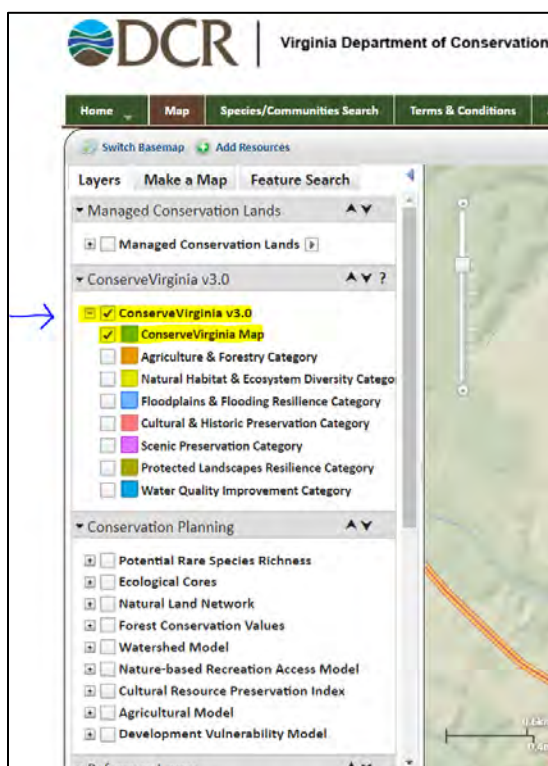 DCR | Virginia Department of Conservation
Home Map Species/Communities Search Terms & Conditions
Switch Basemap Add Resources
Layers Make a Map Feature Search
Managed Conservation Lands
Managed Conservation Lands
ConserveVirginia v3.0 ?
ConserveVirginia v3.0
ConserveVirginia Map
Agriculture & Forestry Category
Natural Habitat & Ecosystem Diversity Catego
Floodplains & Flooding Resilience Category
Cultural & Historic Preservation Category
Scenic Preservation Category
Protected Landscapes Resilience Category
Water Quality Improvement Category
Conservation Planning
Potential Rare Species Richness
Ecological Cores
Natural Land Network
Forest Conservation Values
Watershed Model
Nature-based Recreation Access Model
Cultural Resource Preservation Index
Agricultural Model
Development Vulnerability Model